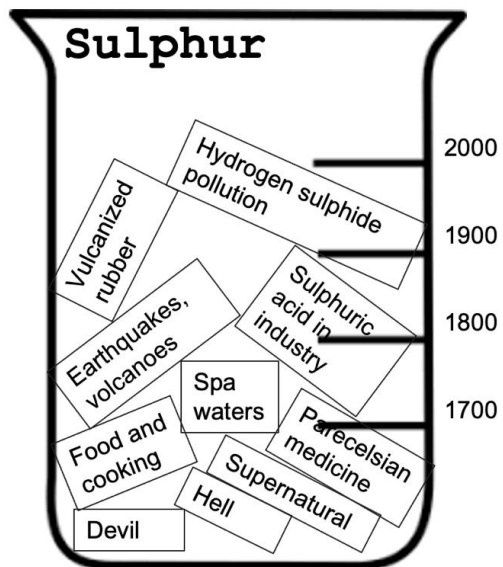 Sulphur
2000
Hydrogen sulphide
pollution
Vulcanized
rubber
1900
Sulphuric
acid in
industry
1800
Earthquakes,
volcanoes
Spa
waters
1700
Parecelsian
medicine
Food and
cooking
Supernatural
Hell
Devil